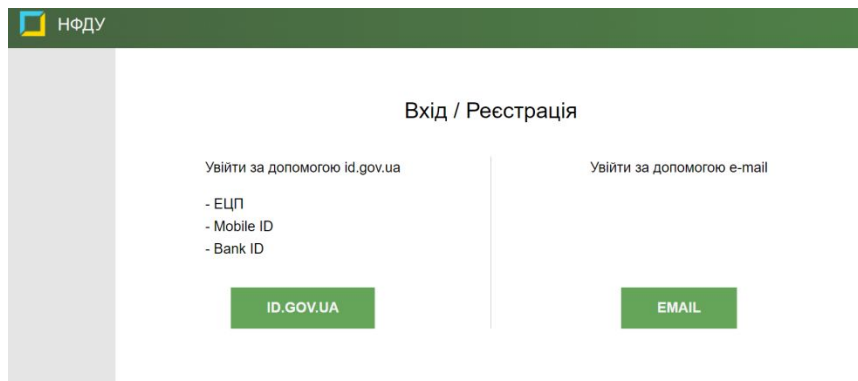 НФДУ
Вхід / Реєстрація
Увійти за допомогою id.gov.ua
- ЕЦП
- Mobile ID
- Bank ID
ID.GOV.UA
Увійти за допомогою e-mail
EMAIL